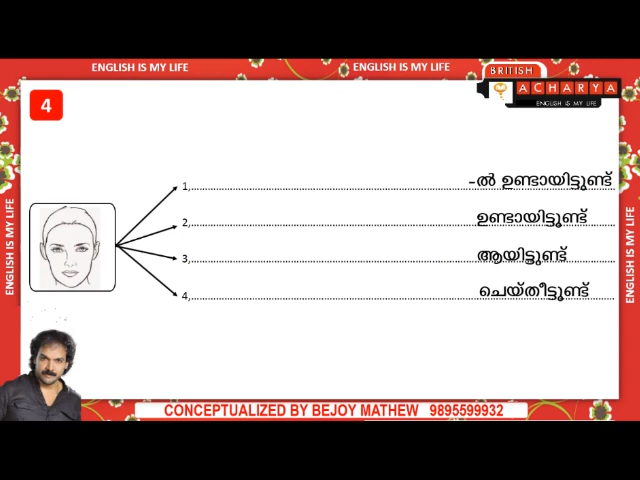 ENGLISH IS MY LIFE
ENGLISH IS MY LIFE
BRITISH
ACHARYA
ENGLISH IS MY LIFE
4
1, -ൽ ഉണ്ടായിട്ടുണ്ട്
2, ഉണ്ടായിട്ടൂണ്ട്
3, ആയിട്ടുണ്ട്
4, ചെയ്തീട്ടൂണ്ട്
ENGLISH IS MY LIFE
ENGLISH IS MY LIFE
CONCEPTUALIZED BY BEJOY MATHEW 9895599932